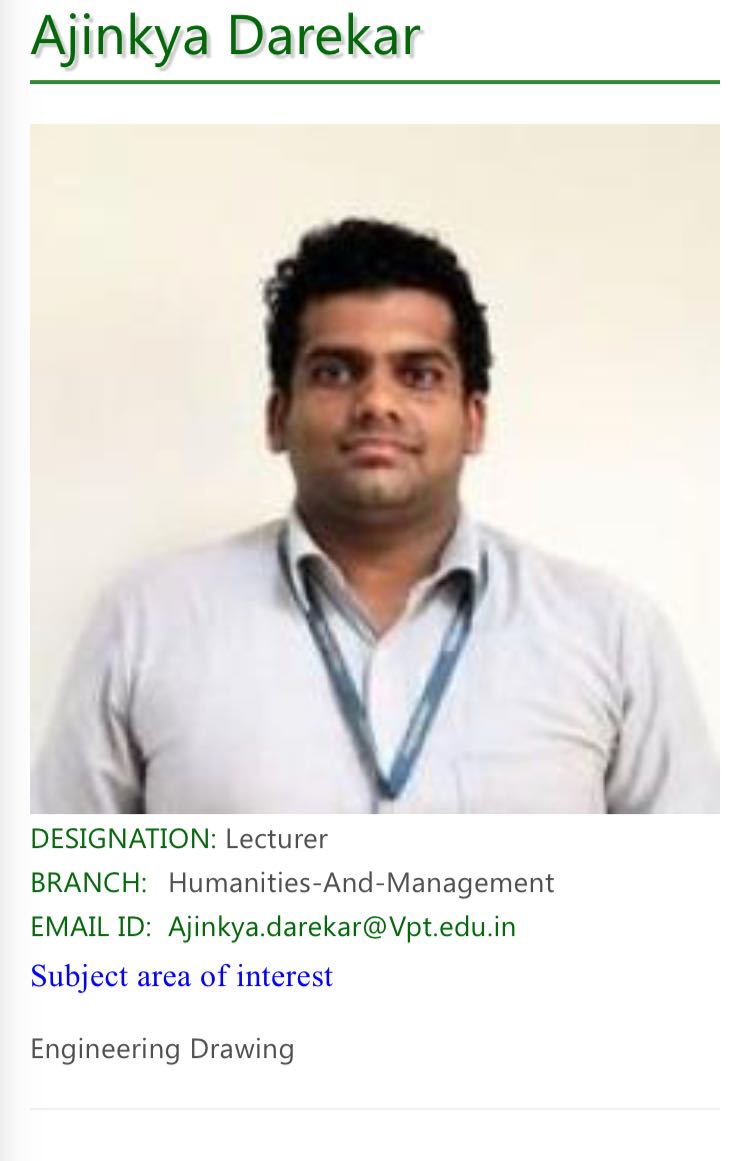 Ajinkya Darekar
DESIGNATION: Lecturer
BRANCH: Humanities-And-Management
EMAIL ID: Ajinkya.darekar@Vpt.edu.in
Subject area of interest
Engineering Drawing